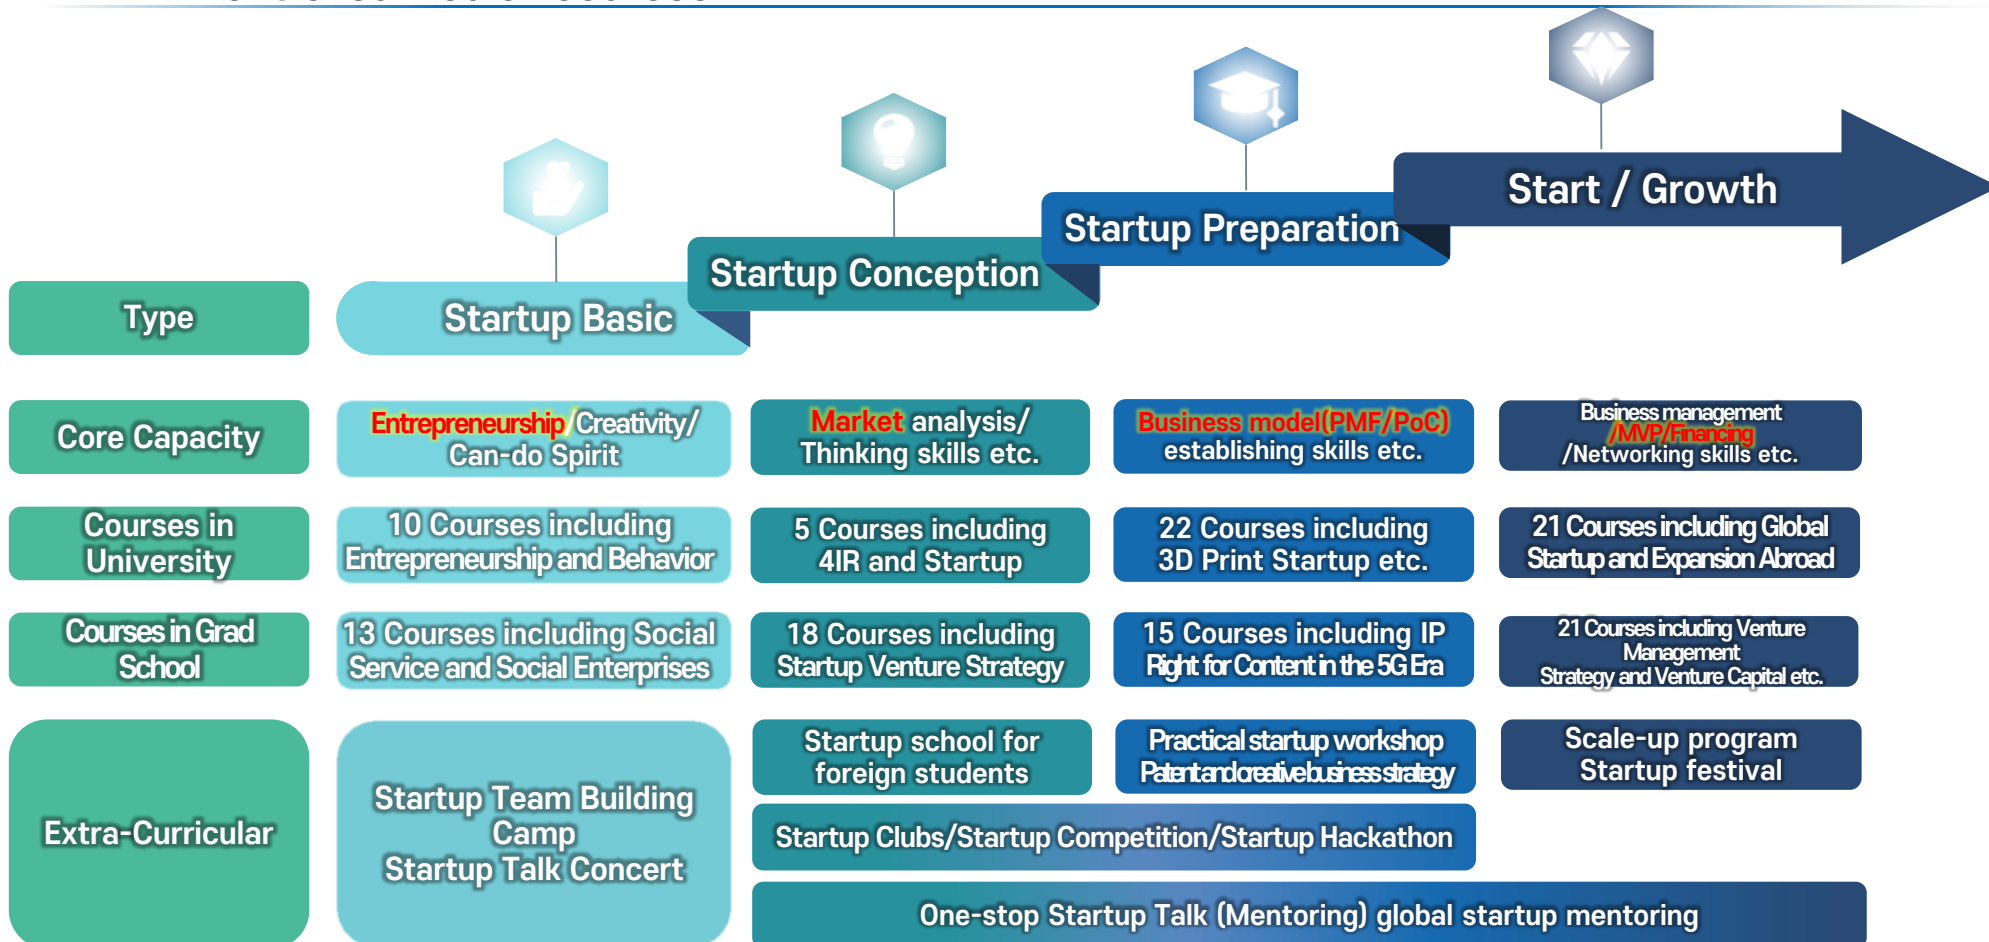 Start / Growth
Startup Preparation
Startup Conception
Type
Startup Basic
Core Capacity
Entrepreneurship/Creativity/
Can-do Spirit
Market analysis/
Thinking skills etc.
Business model(PMF/PoC)
establishing skills etc.
Business management
/MVP/Financing
/Networking skills etc.
Courses in
University
10 Courses including
Entrepreneurship and Behavior
5 Courses including
4IR and Startup
22 Courses including
3D Print Startup etc.
21 Courses including Global
Startup and Expansion Abroad
Courses in Grad
School
13 Courses including Social
Service and Social Enterprises
18 Courses including
Startup Venture Strategy
15 Courses including IP
Right for Content in the 5G Era
21 Courses including Venture
Management
Strategy and Venture Capital etc.
Extra-Curricular
Startup Team Building
Camp
Startup Talk Concert
Startup school for
foreign students
Practical startup workshop
Patent and creative business strategy
Scale-up program
Startup festival
Startup Clubs/Startup Competition/Startup Hackathon
One-stop Startup Talk (Mentoring) global startup mentoring